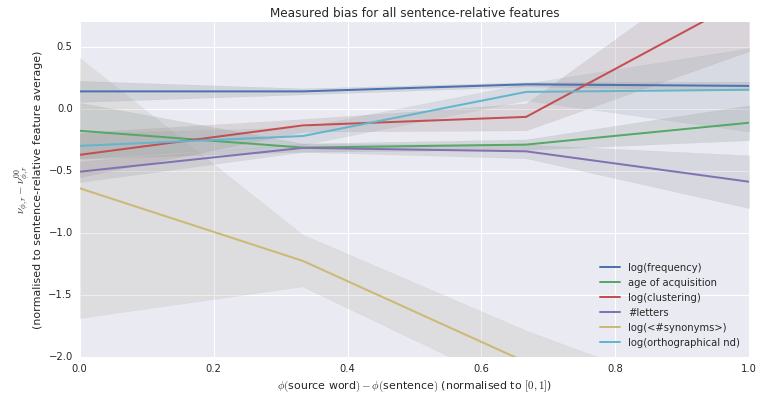 Measured bias for all sentence-relative features
0.5
0.0
−0.5
−1.0
−1.5
−2.0
ν_{ϕ,r} − ν_{ϕ,r}^{00}
(normalised to sentence-relative feature average)
log(frequency)
age of acquisition
log(clustering)
#letters
log(<#synonyms>)
log(orthographical nd)
0.0 0.2 0.4 0.6 0.8 1.0
ϕ(source word) − ϕ(sentence) (normalised to [0, 1])